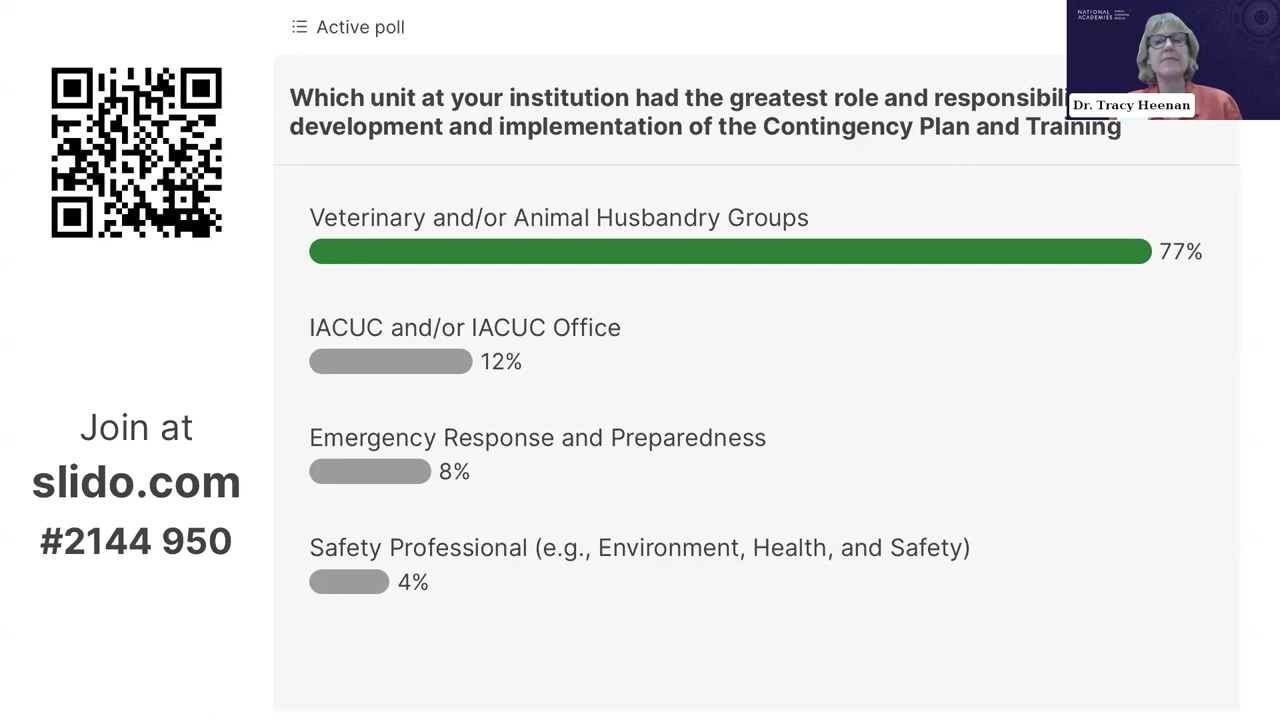 Active poll
Which unit at your institution had the greatest role and
development and implementation of the Contingency Plan and Training
Veterinary and/or Animal Husbandry Groups
77%
IACUC and/or IACUC Office
12%
Emergency Response and Preparedness
8%
Safety Professional (e.g., Environment, Health, and Safety)
4%
Join at
slido.com
#2144 950
NATIONAL
ACADEMIES
Dr. Tracy Heenan